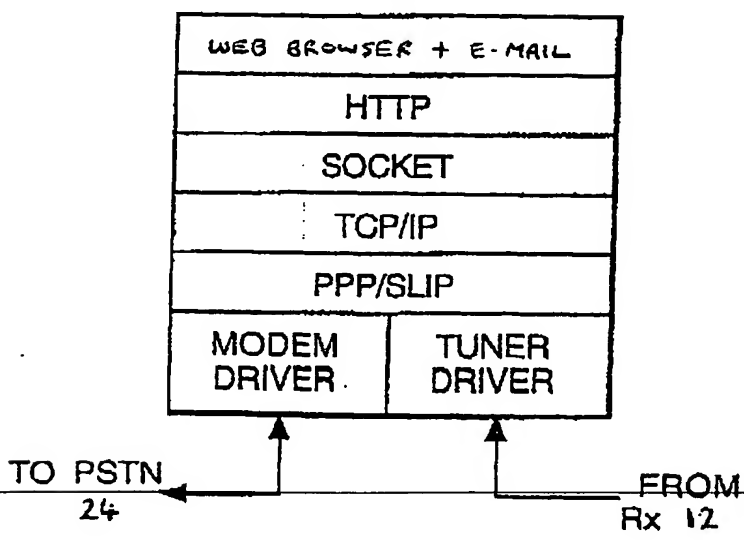 WEB BROWSER + E-MAIL
HTTP
SOCKET
TCP/IP
PPP/SLIP
MODEM
DRIVER
TUNER
DRIVER
TO PSTN
24
FROM
Rx 12